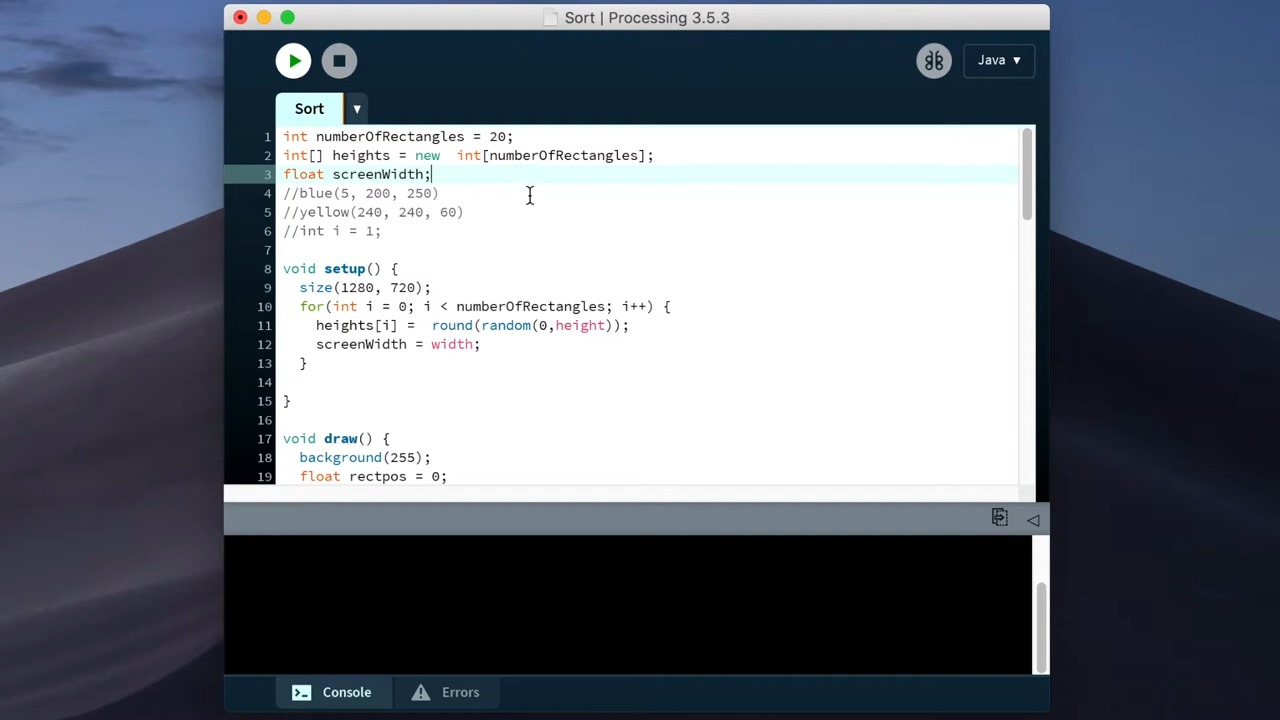 Sort | Processing 3.5.3
Java ▾
Sort ▾
1 int numberOfRectangles = 20;
2 int[] heights = new  int[numberOfRectangles];
3 float screenWidth;
4 //blue(5, 200, 250)
5 //yellow(240, 240, 60)
6 //int i = 1;
7
8 void setup() {
9   size(1280, 720);
10   for(int i = 0; i < numberOfRectangles; i++) {
11     heights[i] =  round(random(0,height));
12     screenWidth = width;
13   }
14
15 }
16
17 void draw() {
18   background(255);
19   float rectpos = 0;
Console
Errors